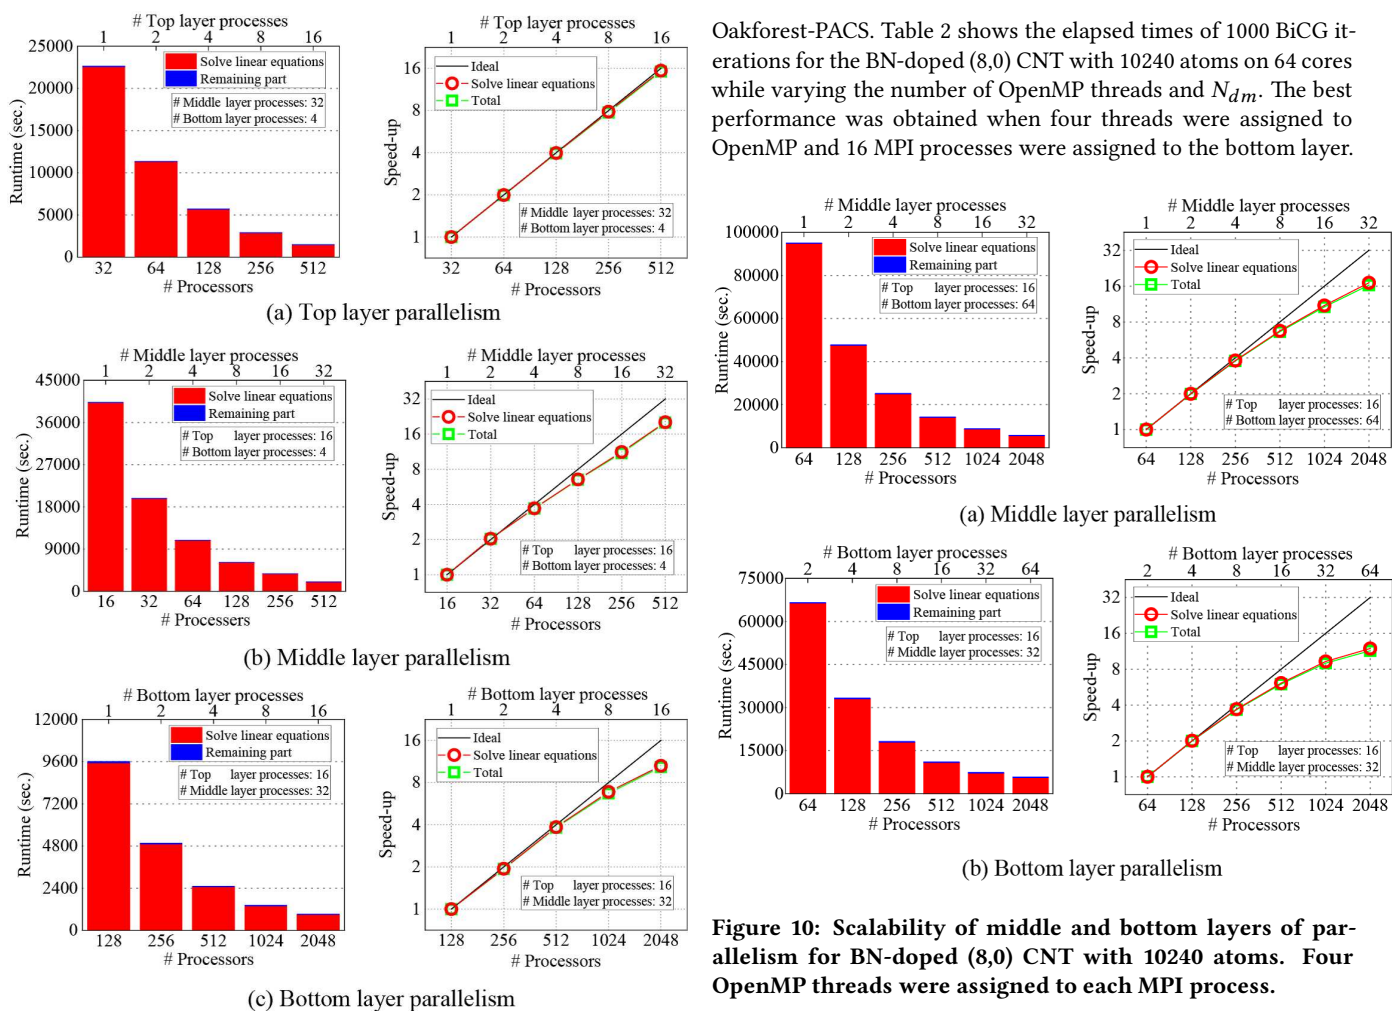 # Top layer processes
1 2 4 8 16
25000
20000
15000
10000
5000
0
Runtime (sec.)
Solve linear equations
Remaining part
# Middle layer processes: 32
# Bottom layer processes: 4
32 64 128 256 512
# Processors
# Top layer processes
1 2 4 8 16
16
8
4
2
1
Speed-up
Ideal
Solve linear equations
Total
# Middle layer processes: 32
# Bottom layer processes: 4
32 64 128 256 512
# Processors
(a) Top layer parallelism
# Middle layer processes
1 2 4 8 16 32
45000
36000
27000
18000
9000
0
Runtime (sec.)
Solve linear equations
Remaining part
# Top layer processes: 16
# Bottom layer processes: 4
16 32 64 128 256 512
# Processers
# Middle layer processes
1 2 4 8 16 32
32
16
8
4
2
1
Speed-up
Ideal
Solve linear equations
Total
# Top layer processes: 16
# Bottom layer processes: 4
16 32 64 128 256 512
# Processors
(b) Middle layer parallelism
# Bottom layer processes
1 2 4 8 16
12000
9600
7200
4800
2400
0
Runtime (sec.)
Solve linear equations
Remaining part
# Top layer processes: 16
# Middle layer processes: 32
128 256 512 1024 2048
# Processors
# Bottom layer processes
1 2 4 8 16
16
8
4
2
1
Speed-up
Ideal
Solve linear equations
Total
# Top layer processes: 16
# Middle layer processes: 32
128 256 512 1024 2048
# Processors
(c) Bottom layer parallelism
Oakforest-PACS. Table 2 shows the elapsed times of 1000 BiCG it-
erations for the BN-doped (8,0) CNT with 10240 atoms on 64 cores
while varying the number of OpenMP threads and N_dm. The best
performance was obtained when four threads were assigned to
OpenMP and 16 MPI processes were assigned to the bottom layer.
# Middle layer processes
1 2 4 8 16 32
100000
80000
60000
40000
20000
0
Runtime (sec.)
Solve linear equations
Remaining part
# Top layer processes: 16
# Bottom layer processes: 64
64 128 256 512 1024 2048
# Processors
# Middle layer processes
1 2 4 8 16 32
32
16
8
4
2
1
Speed-up
Ideal
Solve linear equations
Total
# Top layer processes: 16
# Bottom layer processes: 64
64 128 256 512 1024 2048
# Processors
(a) Middle layer parallelism
# Bottom layer processes
2 4 8 16 32 64
75000
60000
45000
30000
15000
0
Runtime (sec.)
Solve linear equations
Remaining part
# Top layer processes: 16
# Middle layer processes: 32
64 128 256 512 1024 2048
# Processors
# Bottom layer processes
2 4 8 16 32 64
32
16
8
4
2
1
Speed-up
Ideal
Solve linear equations
Total
# Top layer processes: 16
# Middle layer processes: 32
64 128 256 512 1024 2048
# Processors
(b) Bottom layer parallelism
Figure 10: Scalability of middle and bottom layers of par-
allelism for BN-doped (8,0) CNT with 10240 atoms. Four
OpenMP threads were assigned to each MPI process.